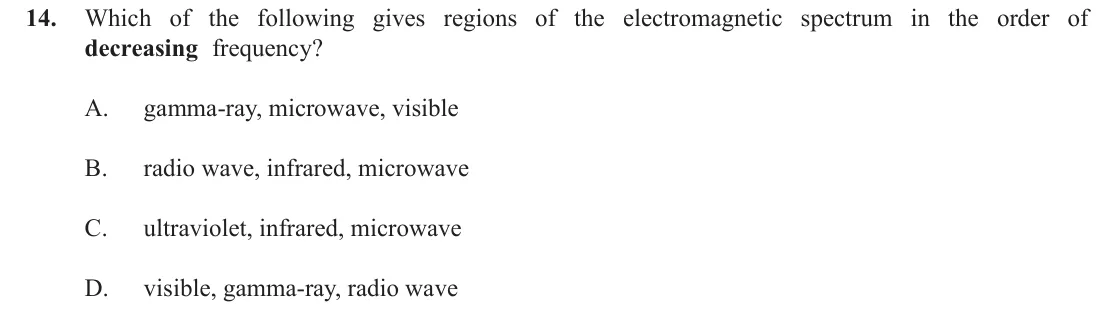 14. Which of the following gives regions of the electromagnetic spectrum in the order of
decreasing frequency?
A. gamma-ray, microwave, visible
B. radio wave, infrared, microwave
C. ultraviolet, infrared, microwave
D. visible, gamma-ray, radio wave